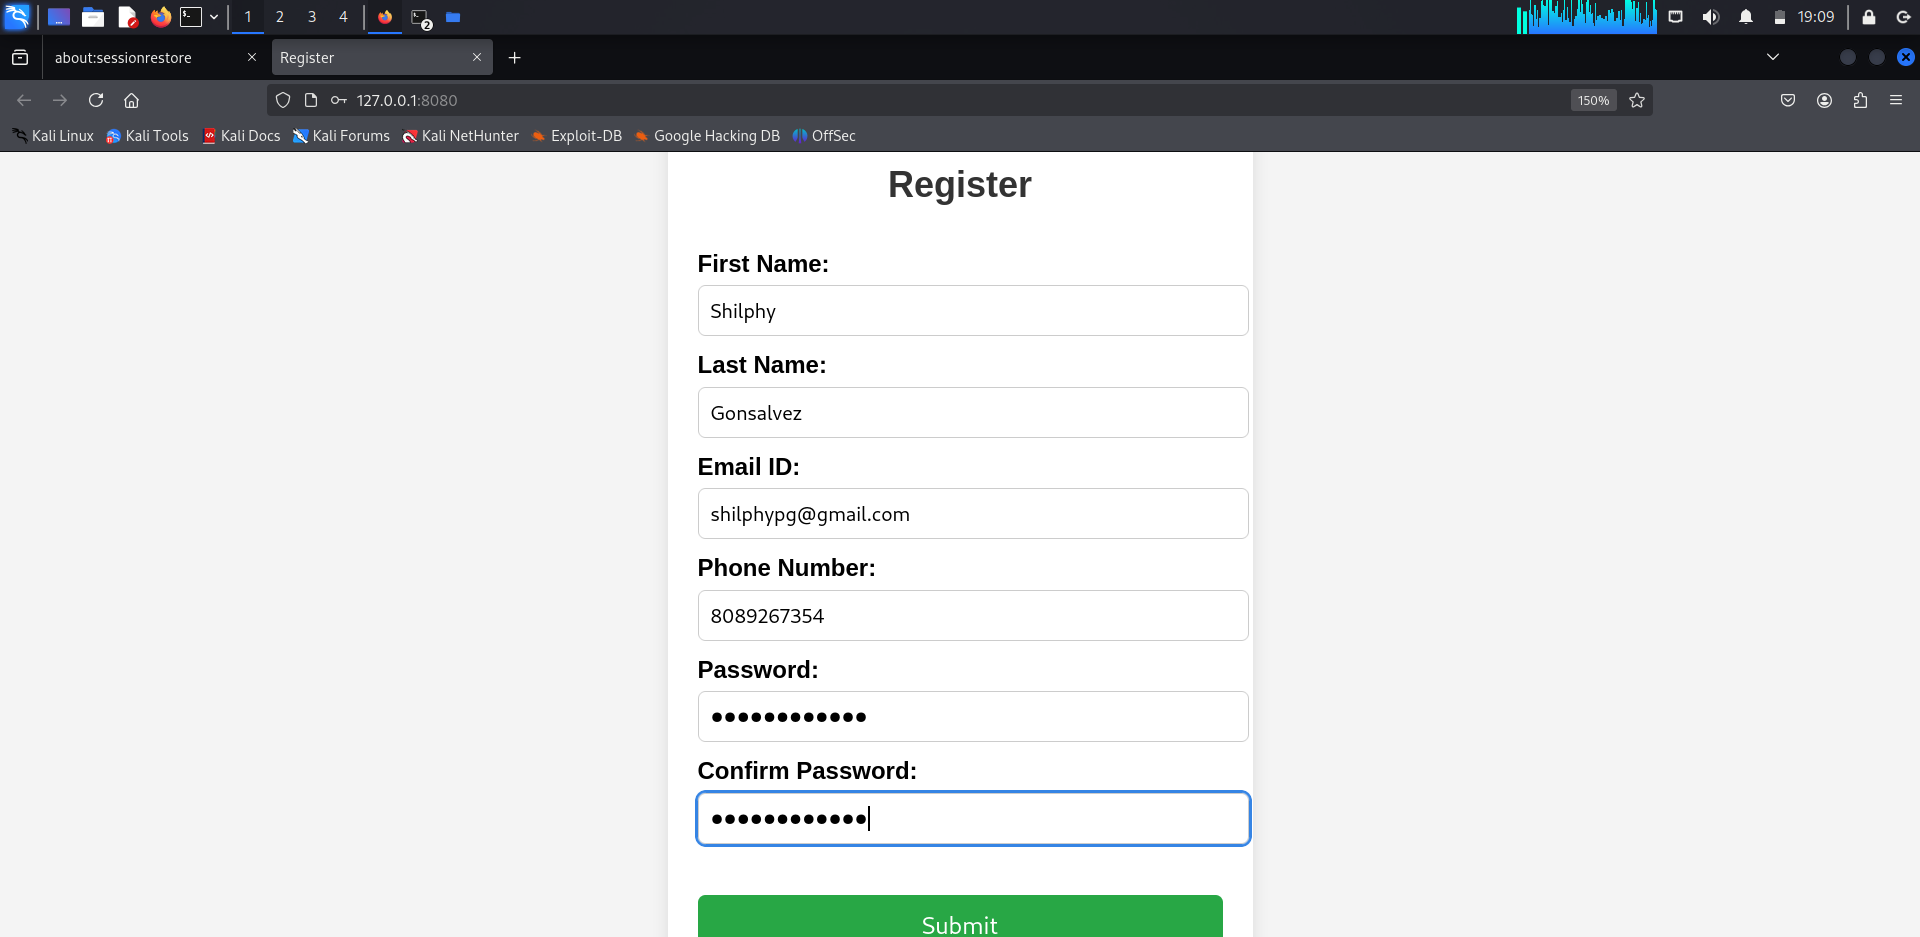 1 2 3 4 2 19:09
about:sessionrestore Register
127.0.0.1:8080 150%
Kali Linux Kali Tools Kali Docs Kali Forums Kali NetHunter Exploit-DB Google Hacking DB OffSec
Register
First Name:
Shilphy
Last Name:
Gonsalvez
Email ID:
shilphypg@gmail.com
Phone Number:
8089267354
Password:
●●●●●●●●●●●●
Confirm Password:
●●●●●●●●●●●●
Submit